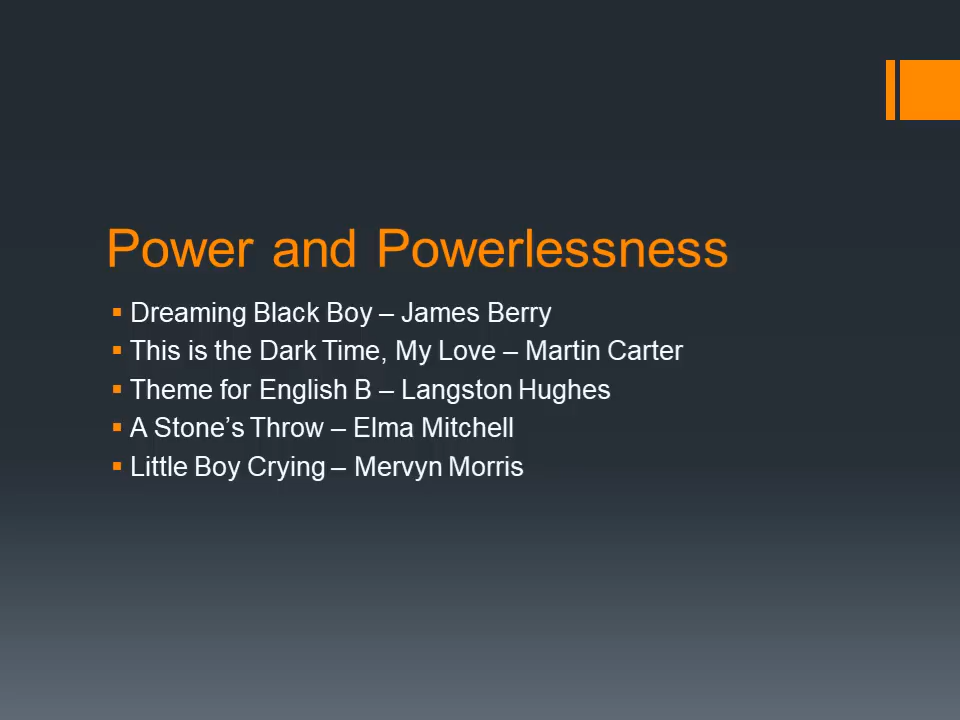 Power and Powerlessness
▪ Dreaming Black Boy – James Berry
▪ This is the Dark Time, My Love – Martin Carter
▪ Theme for English B – Langston Hughes
▪ A Stone’s Throw – Elma Mitchell
▪ Little Boy Crying – Mervyn Morris